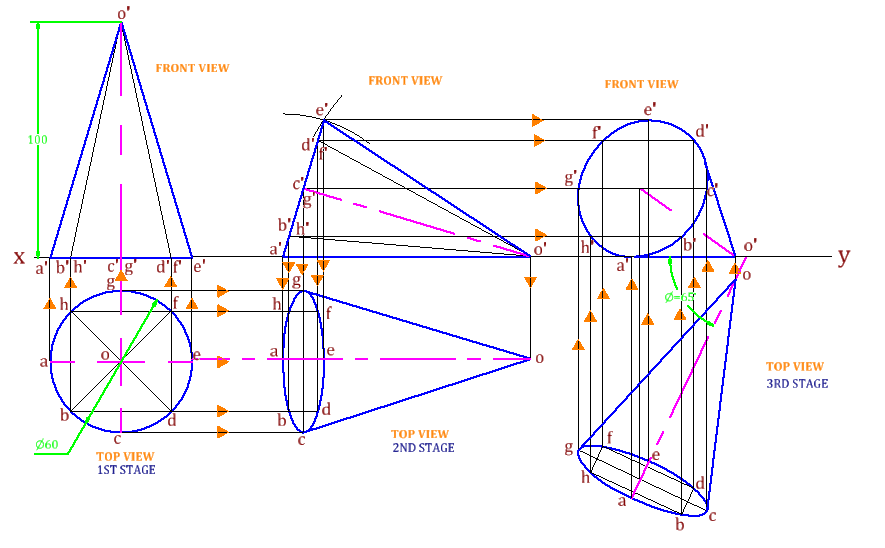 o'
FRONT VIEW
100
x
a' b' h' c' g' d' f' e'
g
h f
a o e
b d
c
Ø60
TOP VIEW
1ST STAGE
FRONT VIEW
e'
d' f'
c'
g'
b' h'
a' o'
g
h f
a e o
b d
c
TOP VIEW
2ND STAGE
FRONT VIEW
e'
f' d'
g' c'
h' b' o'
a'
y
o
Ø=65
TOP VIEW
3RD STAGE
g f e
h d
a b c